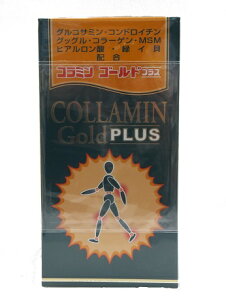 グルコサミン・コンドロイチン
グッグル・コラーゲン・MSM
ヒアルロン酸・緑イ貝
配合
コラミン ゴールドプラス
COLLAMIN
Gold PLUS